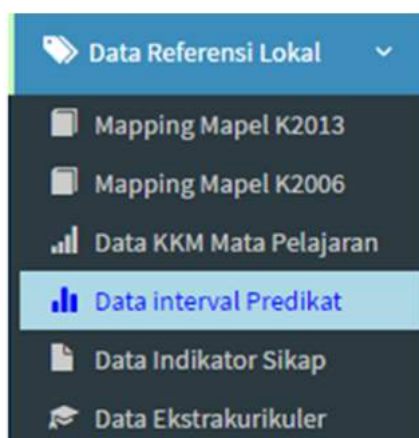 Data Referensi Lokal
Mapping Mapel K2013
Mapping Mapel K2006
Data KKM Mata Pelajaran
Data interval Predikat
Data Indikator Sikap
Data Ekstrakurikuler